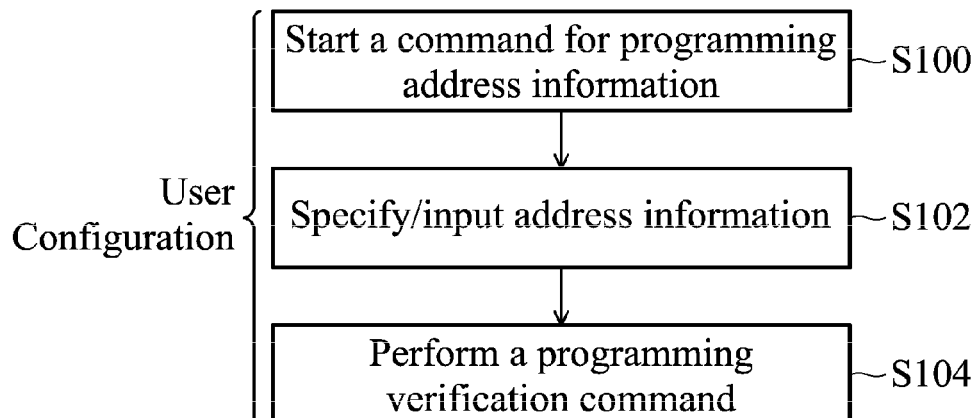 Start a command for programming
address information
S100
User
Configuration
Specify/input address information
S102
Perform a programming
verification command
S104